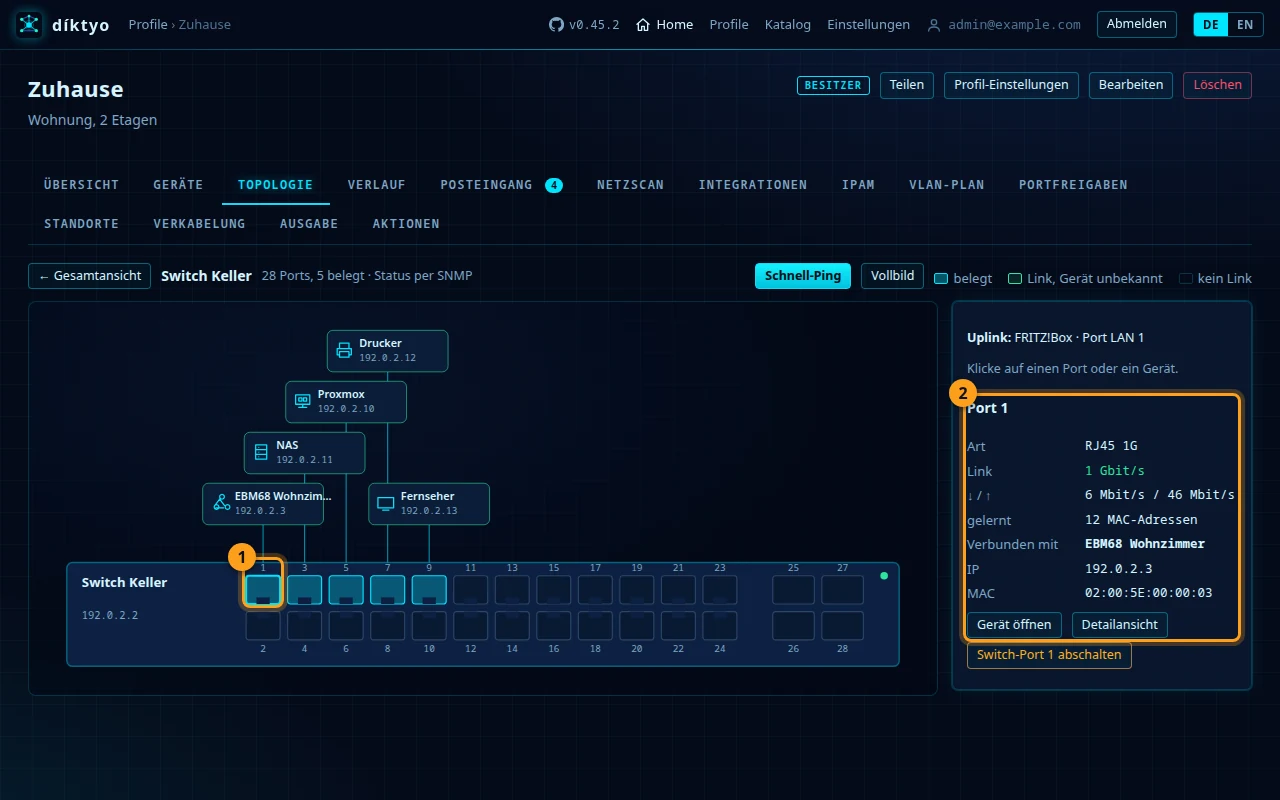 díktyo Profile › Zuhause v0.45.2 Home Profile Katalog Einstellungen admin@example.com Abmelden DE EN
Zuhause
BESITZER Teilen Profil-Einstellungen Bearbeiten Löschen
Wohnung, 2 Etagen
ÜBERSICHT GERÄTE TOPOLOGIE VERLAUF POSTEINGANG 4 NETZSCAN INTEGRATIONEN IPAM VLAN-PLAN PORTFREIGABEN
STANDORTE VERKABELUNG AUSGABE AKTIONEN
← Gesamtansicht Switch Keller 28 Ports, 5 belegt · Status per SNMP Schnell-Ping Vollbild belegt Link, Gerät unbekannt kein Link
Drucker
192.0.2.12
Proxmox
192.0.2.10
NAS
192.0.2.11
EBM68 Wohnzim...
192.0.2.3
Fernseher
192.0.2.13
1
1 3 5 7 9 11 13 15 17 19 21 23 25 27
Switch Keller
192.0.2.2
2 4 6 8 10 12 14 16 18 20 22 24 26 28
Uplink: FRITZ!Box · Port LAN 1
Klicke auf einen Port oder ein Gerät.
2
Port 1
Art RJ45 1G
Link 1 Gbit/s
↓ / ↑ 6 Mbit/s / 46 Mbit/s
gelernt 12 MAC-Adressen
Verbunden mit EBM68 Wohnzimmer
IP 192.0.2.3
MAC 02:00:5E:00:00:03
Gerät öffnen Detailansicht
Switch-Port 1 abschalten